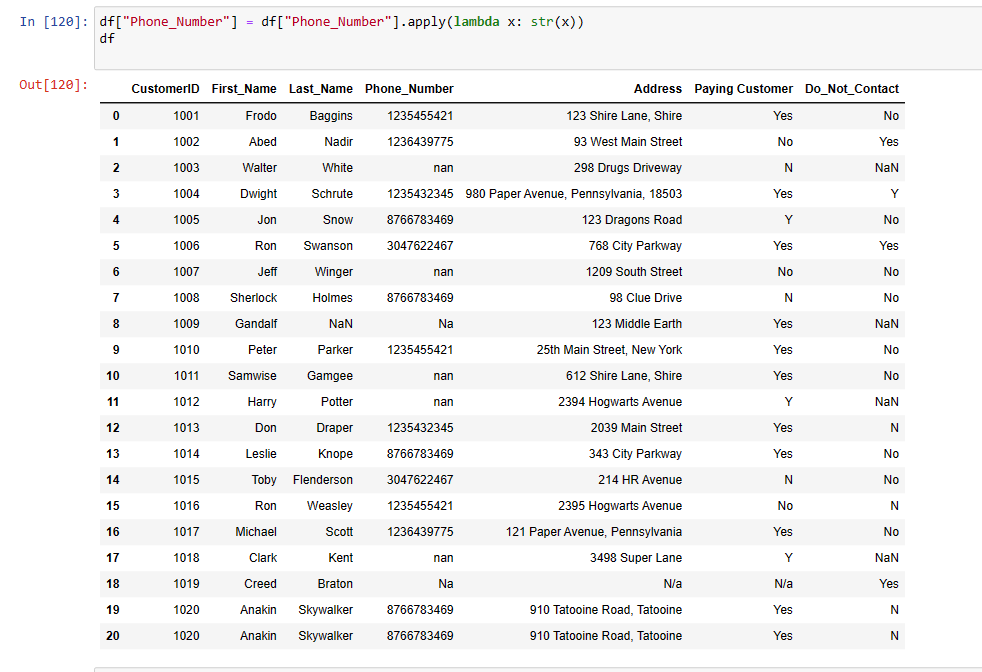 In [120]: df["Phone_Number"] = df["Phone_Number"].apply(lambda x: str(x))
df
Out[120]:
CustomerID First_Name Last_Name Phone_Number Address Paying Customer Do_Not_Contact
0 1001 Frodo Baggins 1235455421 123 Shire Lane, Shire Yes No
1 1002 Abed Nadir 1236439775 93 West Main Street No Yes
2 1003 Walter White nan 298 Drugs Driveway N NaN
3 1004 Dwight Schrute 1235432345 980 Paper Avenue, Pennsylvania, 18503 Yes Y
4 1005 Jon Snow 8766783469 123 Dragons Road Y No
5 1006 Ron Swanson 3047622467 768 City Parkway Yes Yes
6 1007 Jeff Winger nan 1209 South Street No No
7 1008 Sherlock Holmes 8766783469 98 Clue Drive N No
8 1009 Gandalf NaN Na 123 Middle Earth Yes NaN
9 1010 Peter Parker 1235455421 25th Main Street, New York Yes No
10 1011 Samwise Gamgee nan 612 Shire Lane, Shire Yes No
11 1012 Harry Potter nan 2394 Hogwarts Avenue Y NaN
12 1013 Don Draper 1235432345 2039 Main Street Yes N
13 1014 Leslie Knope 8766783469 343 City Parkway Yes No
14 1015 Toby Flenderson 3047622467 214 HR Avenue N No
15 1016 Ron Weasley 1235455421 2395 Hogwarts Avenue No N
16 1017 Michael Scott 1236439775 121 Paper Avenue, Pennsylvania Yes No
17 1018 Clark Kent nan 3498 Super Lane Y NaN
18 1019 Creed Braton Na N/a N/a Yes
19 1020 Anakin Skywalker 8766783469 910 Tatooine Road, Tatooine Yes N
20 1020 Anakin Skywalker 8766783469 910 Tatooine Road, Tatooine Yes N